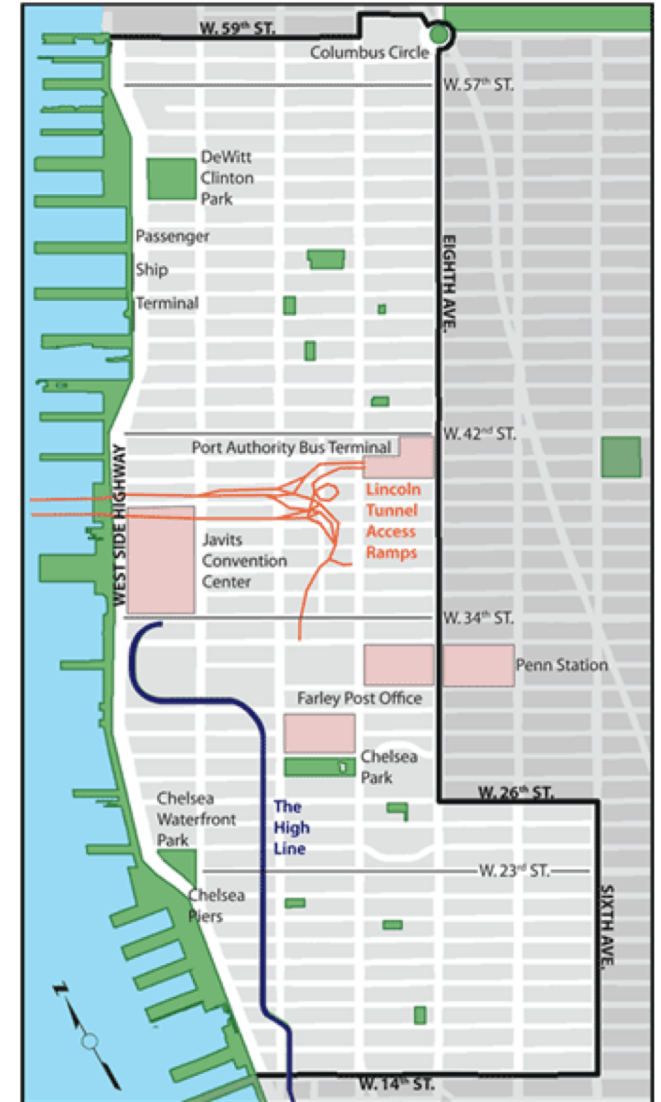 W. 59th ST.
Columbus Circle
W. 57th ST.
DeWitt
Clinton
Park
Passenger
Ship
Terminal
EIGHTH AVE.
W. 42nd ST.
Port Authority Bus Terminal
Lincoln
Tunnel
Access
Ramps
WEST SIDE HIGHWAY
Javits
Convention
Center
W. 34th ST.
Penn Station
Farley Post Office
Chelsea
Park
W. 26th ST.
Chelsea
Waterfront
Park
The
High
Line
W. 23rd ST.
Chelsea
Piers
SIXTH AVE.
N
W. 14th ST.